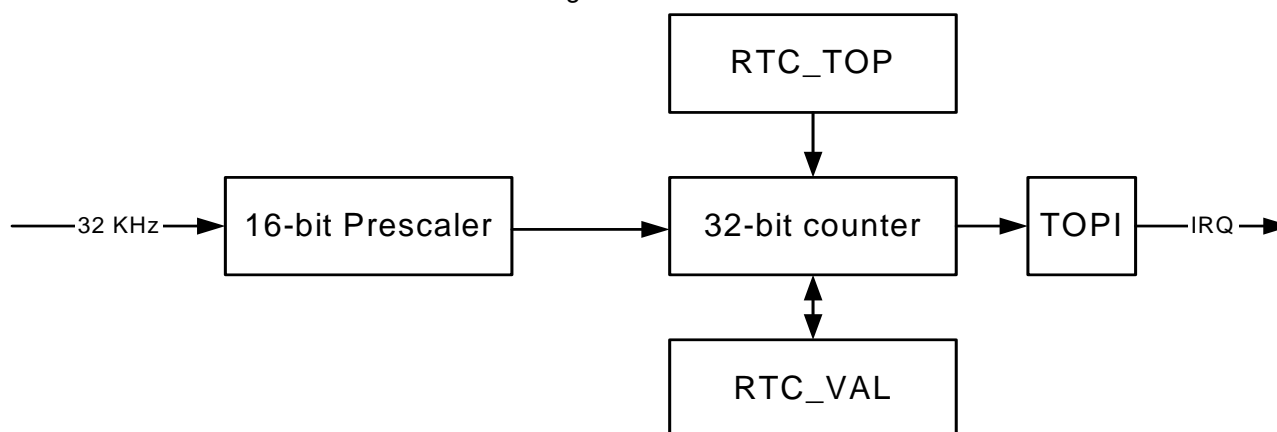 RTC_TOP
32 KHz
16-bit Prescaler
32-bit counter
TOPI
IRQ
RTC_VAL